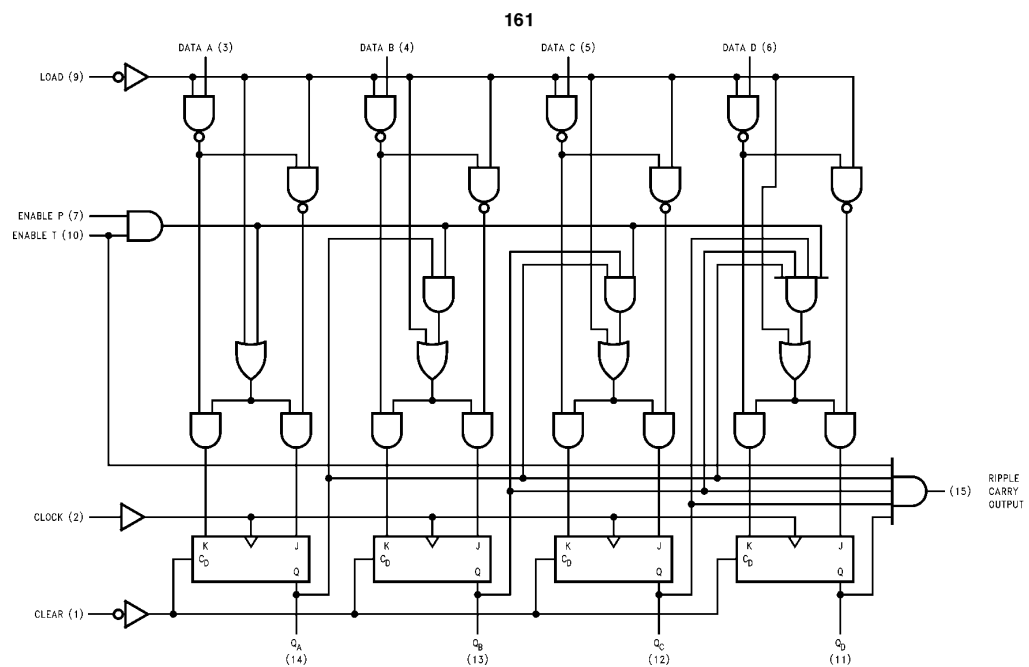 161
DATA A (3)
DATA B (4)
DATA C (5)
DATA D (6)
LOAD (9)
ENABLE P (7)
ENABLE T (10)
RIPPLE
CARRY
OUTPUT
(15)
CLOCK (2)
K
J
CD
Q
K
J
CD
Q
K
J
CD
Q
K
J
CD
Q
CLEAR (1)
QA
(14)
QB
(13)
QC
(12)
QD
(11)